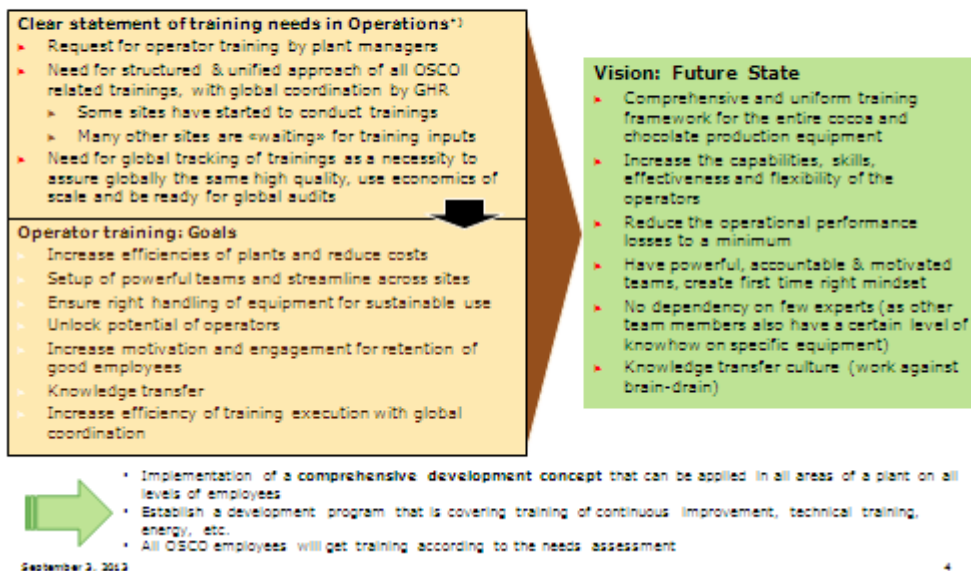 Clear statement of training needs in Operations*)
Request for operator training by plant managers
Need for structured & unified approach of all OSCO
related trainings, with global coordination by GHR
Some sites have started to conduct trainings
Many other sites are «waiting» for training inputs
Need for global tracking of trainings as a necessity to
assure globally the same high quality, use economics of
scale and be ready for global audits
Operator training: Goals
Increase efficiencies of plants and reduce costs
Setup of powerful teams and streamline across sites
Ensure right handling of equipment for sustainable use
Unlock potential of operators
Increase motivation and engagement for retention of
good employees
Knowledge transfer
Increase efficiency of training execution with global
coordination
Vision: Future State
Comprehensive and uniform training
framework for the entire cocoa and
chocolate production equipment
Increase the capabilities, skills,
effectiveness and flexibility of the
operators
Reduce the operational performance
losses to a minimum
Have powerful, accountable & motivated
teams, create first time right mindset
No dependency on few experts (as other
team members also have a certain level of
knowhow on specific equipment)
Knowledge transfer culture (work against
brain-drain)
• Implementation of a comprehensive development concept that can be applied in all areas of a plant on all
levels of employees
• Establish a development program that is covering training of continuous improvement, technical training,
energy, etc.
• All OSCO employees will get training according to the needs assessment
September 3, 2013
4